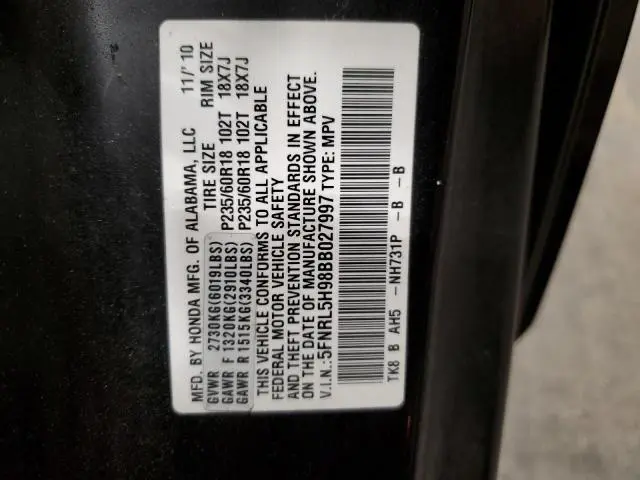 MFD. BY HONDA MFG. OF ALABAMA, LLC 11/'10
TIRE SIZE RIM SIZE
GVWR 2730KG(6019LBS)
GAWR F 1320KG(2910LBS) P235/60R18 102T 18X7J
GAWR R 1515KG(3340LBS) P235/60R18 102T 18X7J
THIS VEHICLE CONFORMS TO ALL APPLICABLE
FEDERAL MOTOR VEHICLE SAFETY
AND THEFT PREVENTION STANDARDS IN EFFECT
ON THE DATE OF MANUFACTURE SHOWN ABOVE.
V.I.N.:5FNRL5H98BB027997 TYPE: MPV
TK8 B AH5 -NH731P -B -B